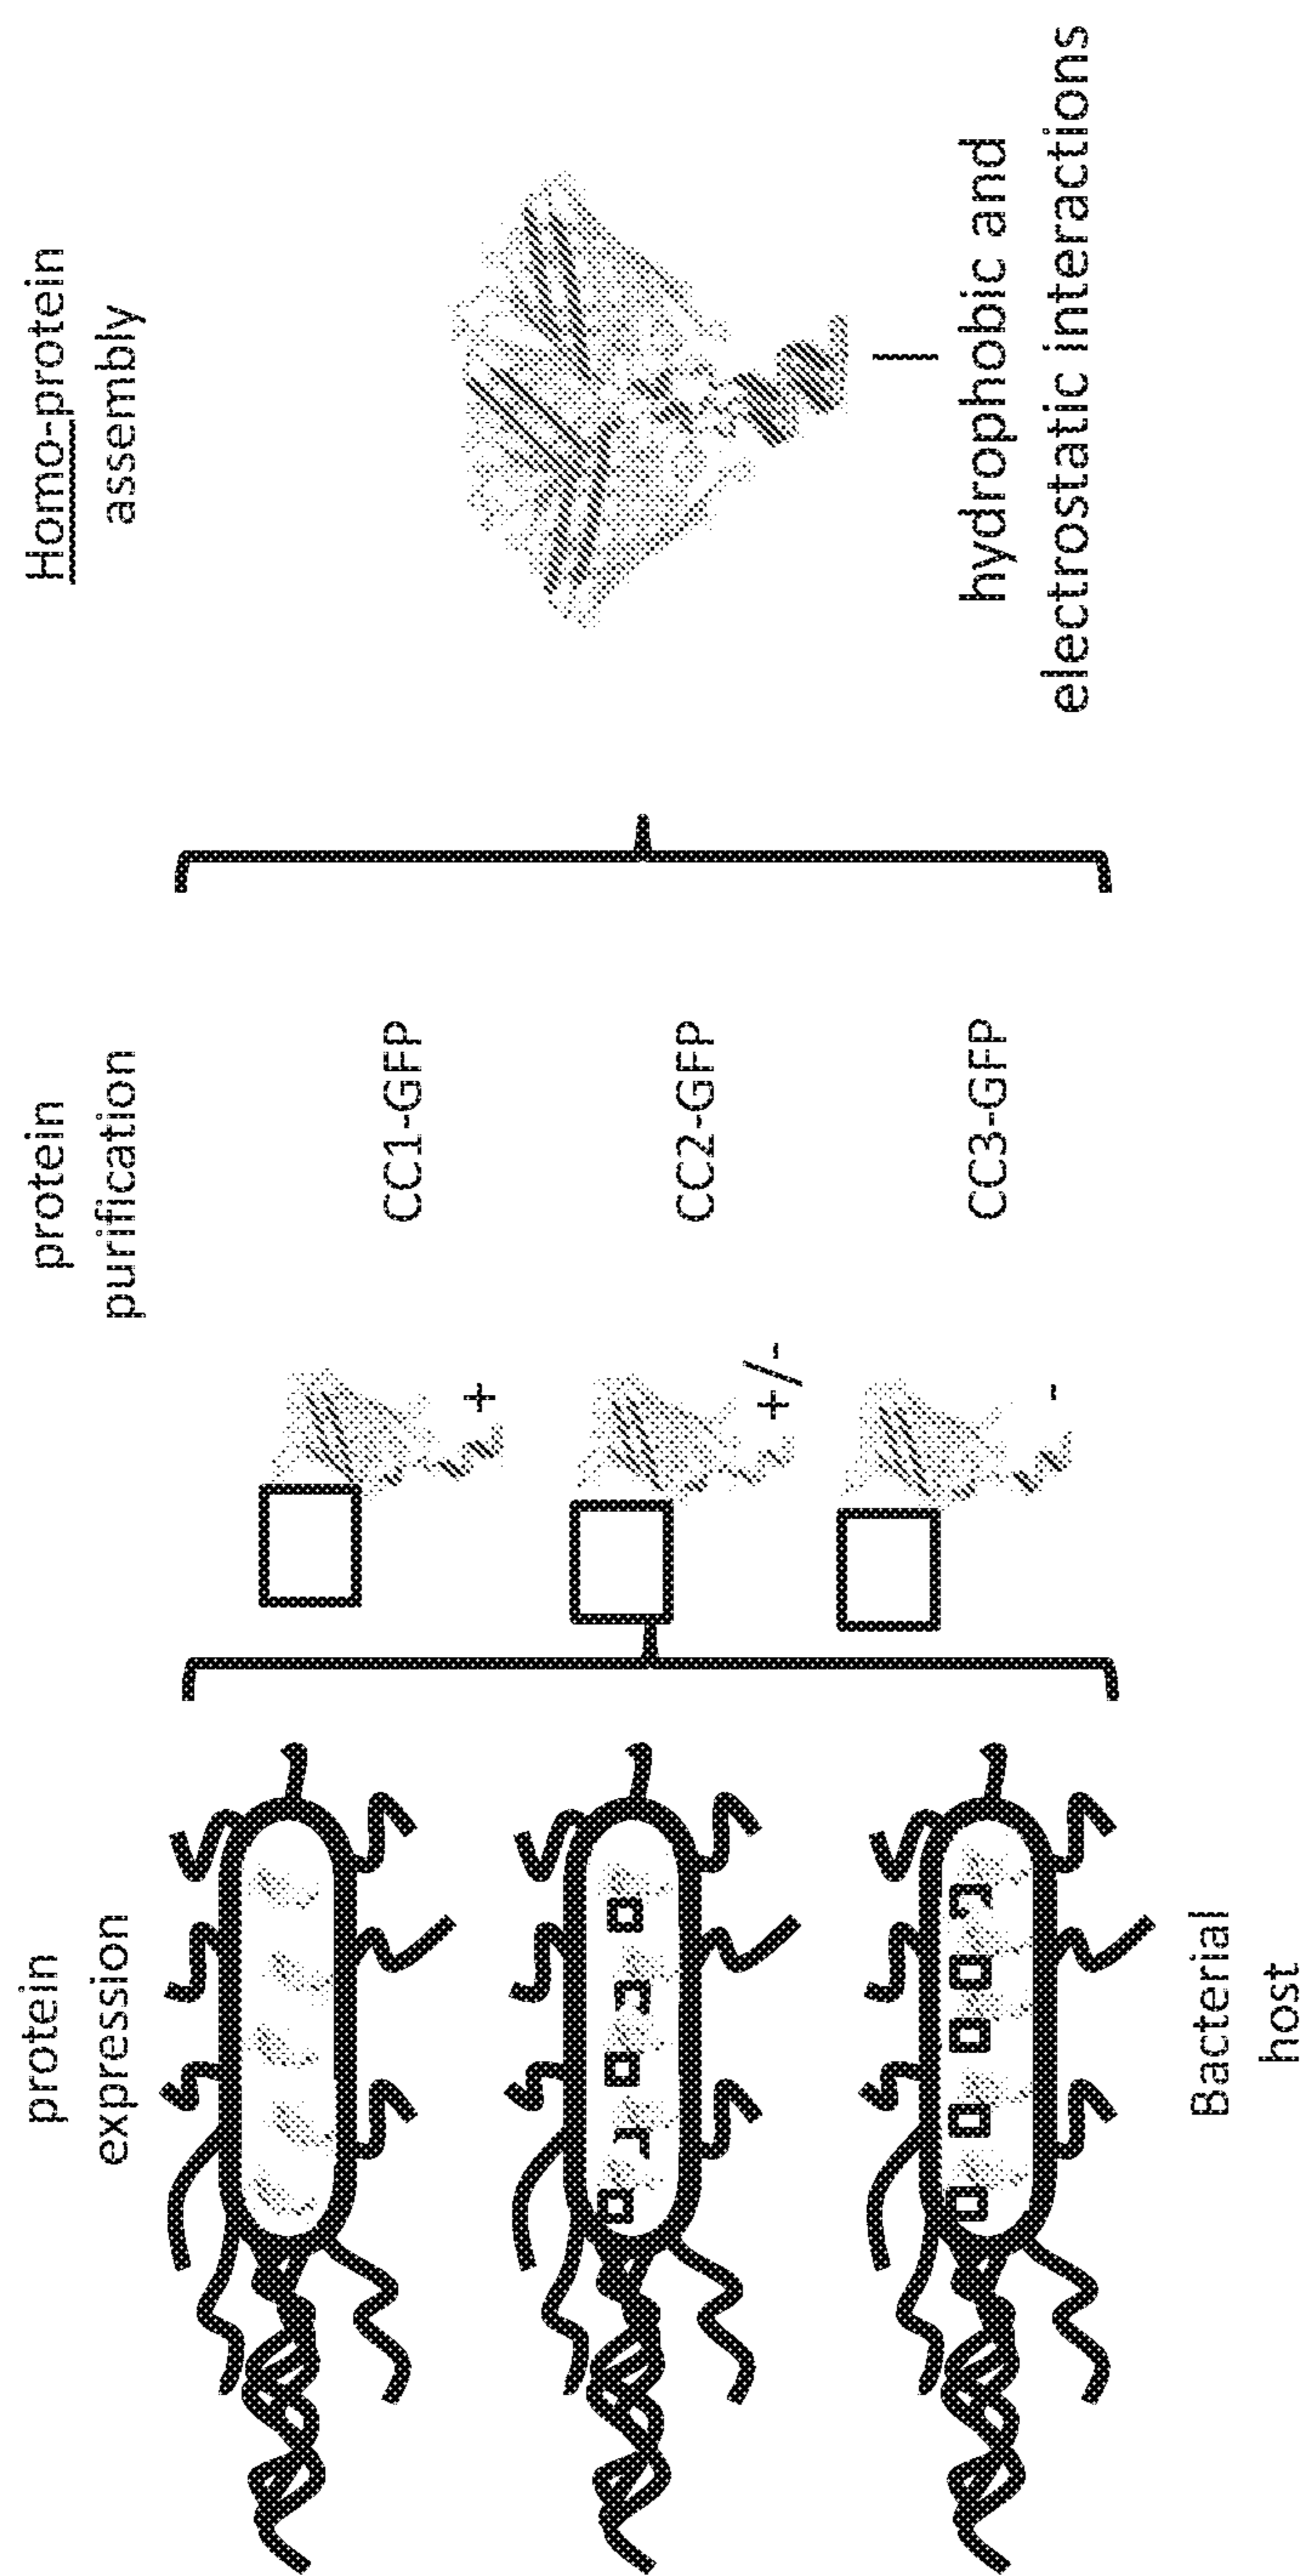 protein
expression
protein
purification
Homo-protein
assembly
+
CC1-GFP
+/-
CC2-GFP
-
CC3-GFP
hydrophobic and
electrostatic interactions
Bacterial
host